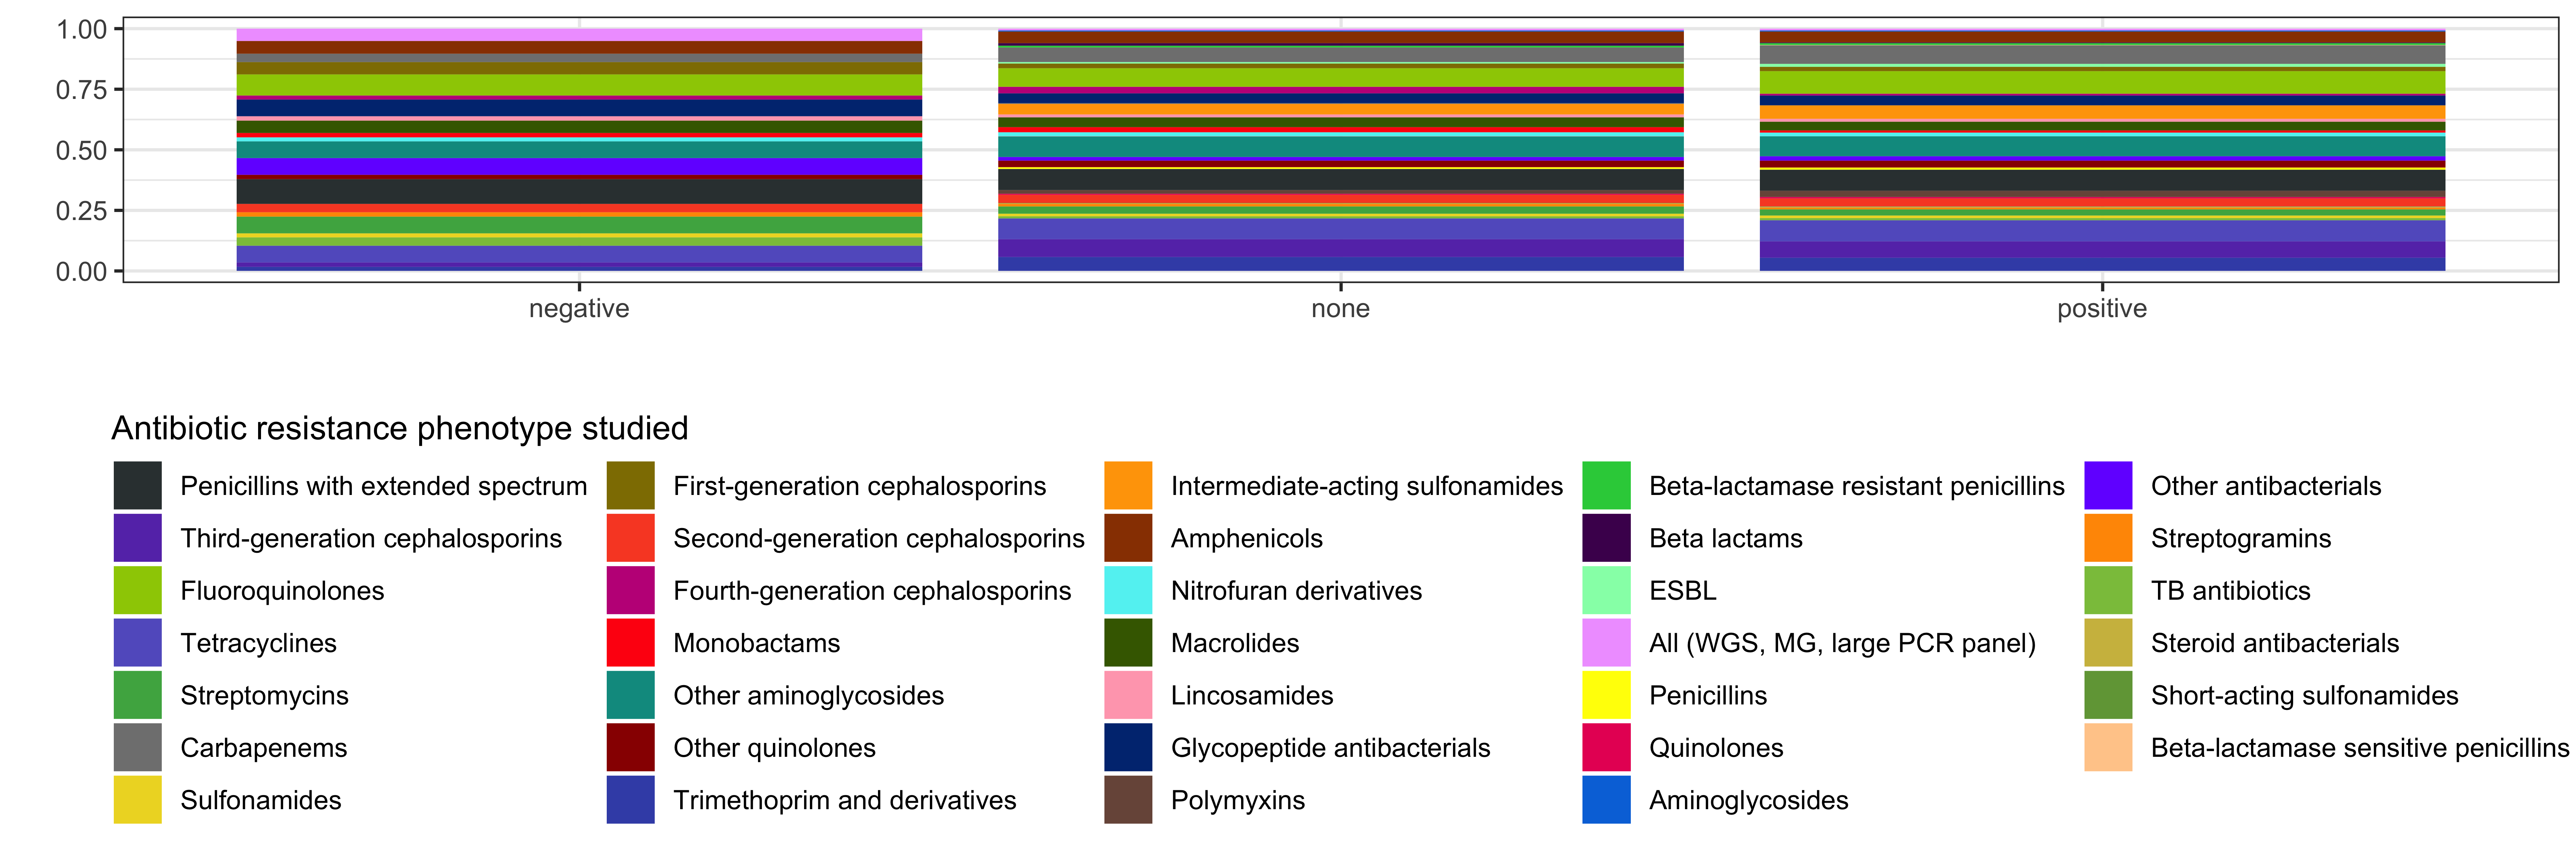 1.00
0.75
0.50
0.25
0.00
negative none positive
Antibiotic resistance phenotype studied
Penicillins with extended spectrum First-generation cephalosporins Intermediate-acting sulfonamides Beta-lactamase resistant penicillins Other antibacterials
Third-generation cephalosporins Second-generation cephalosporins Amphenicols Beta lactams Streptogramins
Fluoroquinolones Fourth-generation cephalosporins Nitrofuran derivatives ESBL TB antibiotics
Tetracyclines Monobactams Macrolides All (WGS, MG, large PCR panel) Steroid antibacterials
Streptomycins Other aminoglycosides Lincosamides Penicillins Short-acting sulfonamides
Carbapenems Other quinolones Glycopeptide antibacterials Quinolones Beta-lactamase sensitive penicillins
Sulfonamides Trimethoprim and derivatives Polymyxins Aminoglycosides